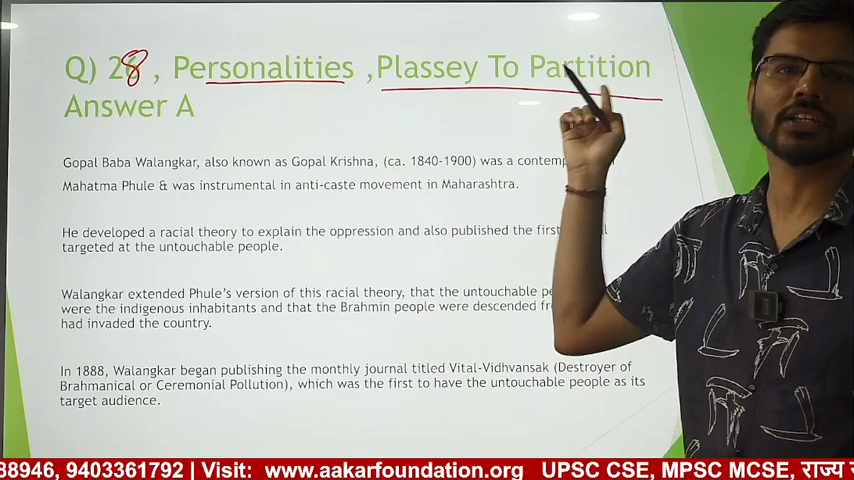 Q) 28 , Personalities ,Plassey To Partition
Answer A
Gopal Baba Walangkar, also known as Gopal Krishna, (ca. 1840-1900) was a
Mahatma Phule & was instrumental in anti-caste movement in Maharashtra.
He developed a racial theory to explain the oppression and also published the first
targeted at the untouchable people.
Walangkar extended Phule's version of this racial theory, that the untouchable
were the indigenous inhabitants and that the Brahmin people were descended
had invaded the country.
In 1888, Walangkar began publishing the monthly journal titled Vital-Vidhvansak (Destroyer of
Brahmanical or Ceremonial Pollution), which was the first to have the untouchable people as its
target audience.
88946, 9403361792 | Visit: www.aakarfoundation.org UPSC CSE, MPSC MCSE, राज्य